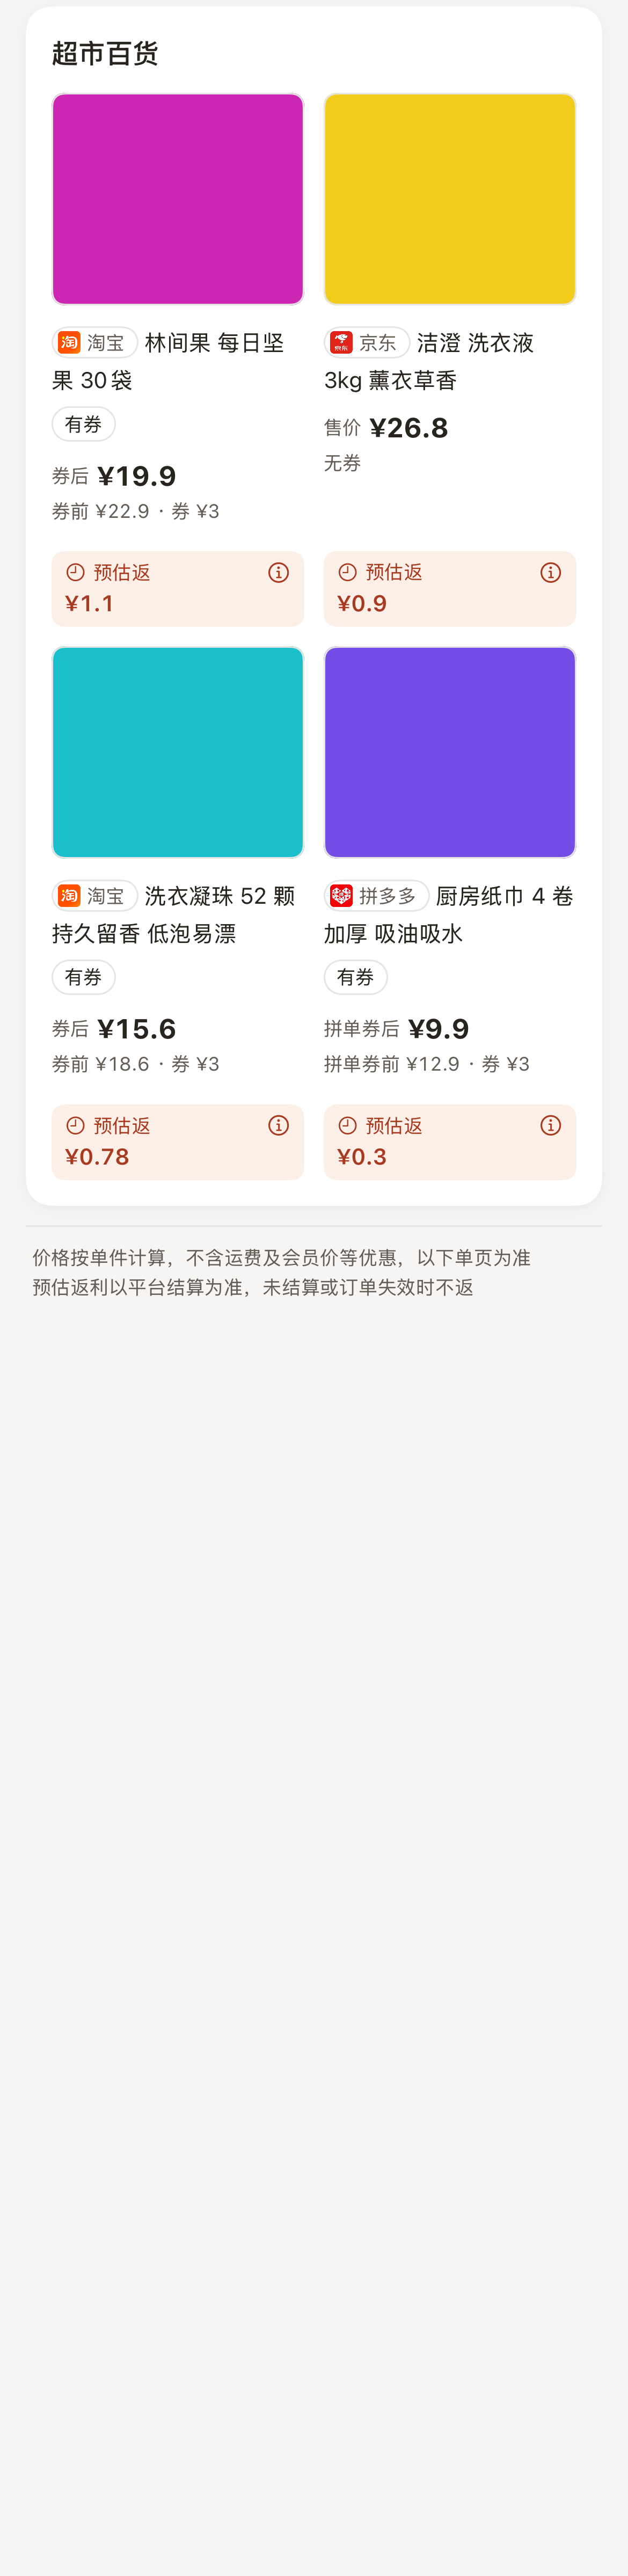 超市百货
淘 淘宝 林间果 每日坚
果 30袋
有券
券后 ¥19.9
券前 ¥22.9 · 券 ¥3
预估返
¥1.1
京东 京东 洁澄 洗衣液
3kg 薰衣草香
售价 ¥26.8
无券
预估返
¥0.9
淘 淘宝 洗衣凝珠 52 颗
持久留香 低泡易漂
有券
券后 ¥15.6
券前 ¥18.6 · 券 ¥3
预估返
¥0.78
拼多多 厨房纸巾 4 卷
加厚 吸油吸水
有券
拼单券后 ¥9.9
拼单券前 ¥12.9 · 券 ¥3
预估返
¥0.3
价格按单件计算，不含运费及会员价等优惠，以下单页为准
预估返利以平台结算为准，未结算或订单失效时不返